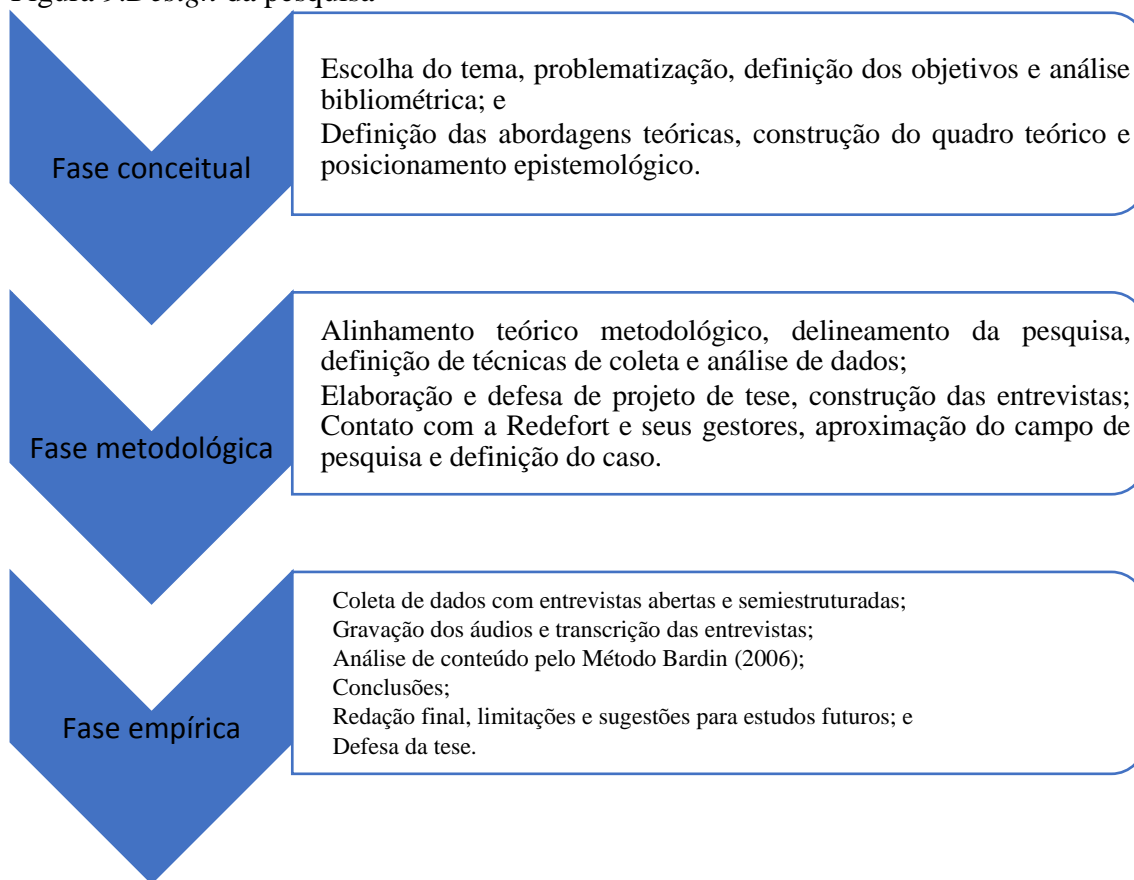 Design da pesquisa
Escolha do tema, problematização, definição dos objetivos e análise
bibliométrica; e
Definição das abordagens teóricas, construção do quadro teórico e
posicionamento epistemológico.
Fase conceitual
Alinhamento teórico metodológico, delineamento da pesquisa,
definição de técnicas de coleta e análise de dados;
Elaboração e defesa de projeto de tese, construção das entrevistas;
Contato com a Redefort e seus gestores, aproximação do campo de
pesquisa e definição do caso.
Fase metodológica
Coleta de dados com entrevistas abertas e semiestruturadas;
Gravação dos áudios e transcrição das entrevistas;
Análise de conteúdo pelo Método Bardin (2006);
Conclusões;
Redação final, limitações e sugestões para estudos futuros; e
Defesa da tese.
Fase empírica